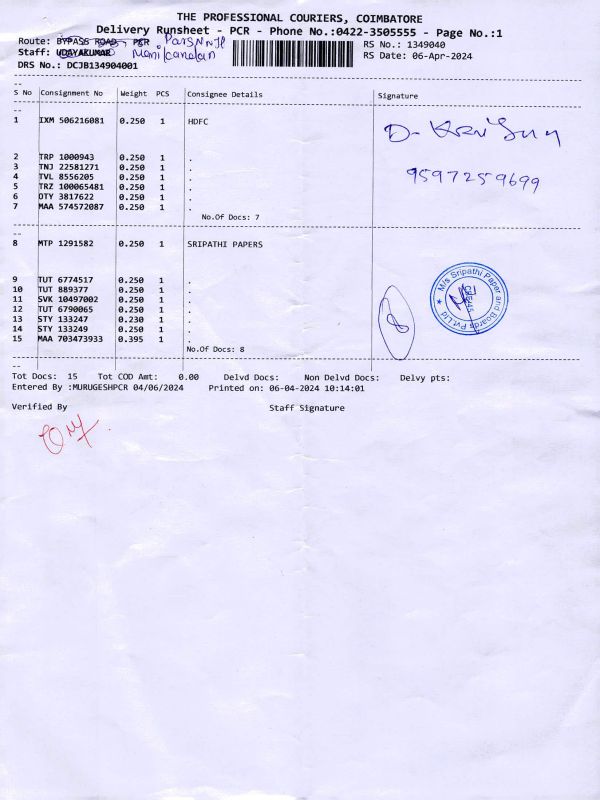 THE PROFESSIONAL COURIERS, COIMBATORE
Delivery Runsheet - PCR - Phone No.:0422-3505555 - Page No.:1
Route: BYPASS ROAD PCR
RS No.: 1349040
Staff: UDAYAKUMAR Manikandan
RS Date: 06-Apr-2024
DRS No.: DCJB134904001
S No Consignment No Weight PCS Consignee Details Signature
1 IXM 506216081 0.250 1 HDFC
2 TRP 1000943 0.250 1 .
3 TNJ 22581271 0.250 1 .
9597259699
4 TVL 8556205 0.250 1 .
5 TRZ 100065481 0.250 1 .
6 OTY 3817622 0.250 1 .
7 MAA 574572087 0.250 1 .
No.Of Docs: 7
8 MTP 1291582 0.250 1 SRIPATHI PAPERS
9 TUT 6774517 0.250 1 .
10 TUT 889377 0.250 1 .
11 SVK 10497002 0.250 1 .
12 TUT 6790065 0.250 1 .
13 STY 133247 0.230 1 .
14 STY 133249 0.250 1 .
15 MAA 703473933 0.395 1 .
No.Of Docs: 8
M/s Sripathi Paper and Boards Pvt Ltd ★
Tot Docs: 15 Tot COD Amt: 0.00 Delvd Docs: Non Delvd Docs: Delvy pts:
Entered By :MURUGESHPCR 04/06/2024 Printed on: 06-04-2024 10:14:01
Verified By Staff Signature